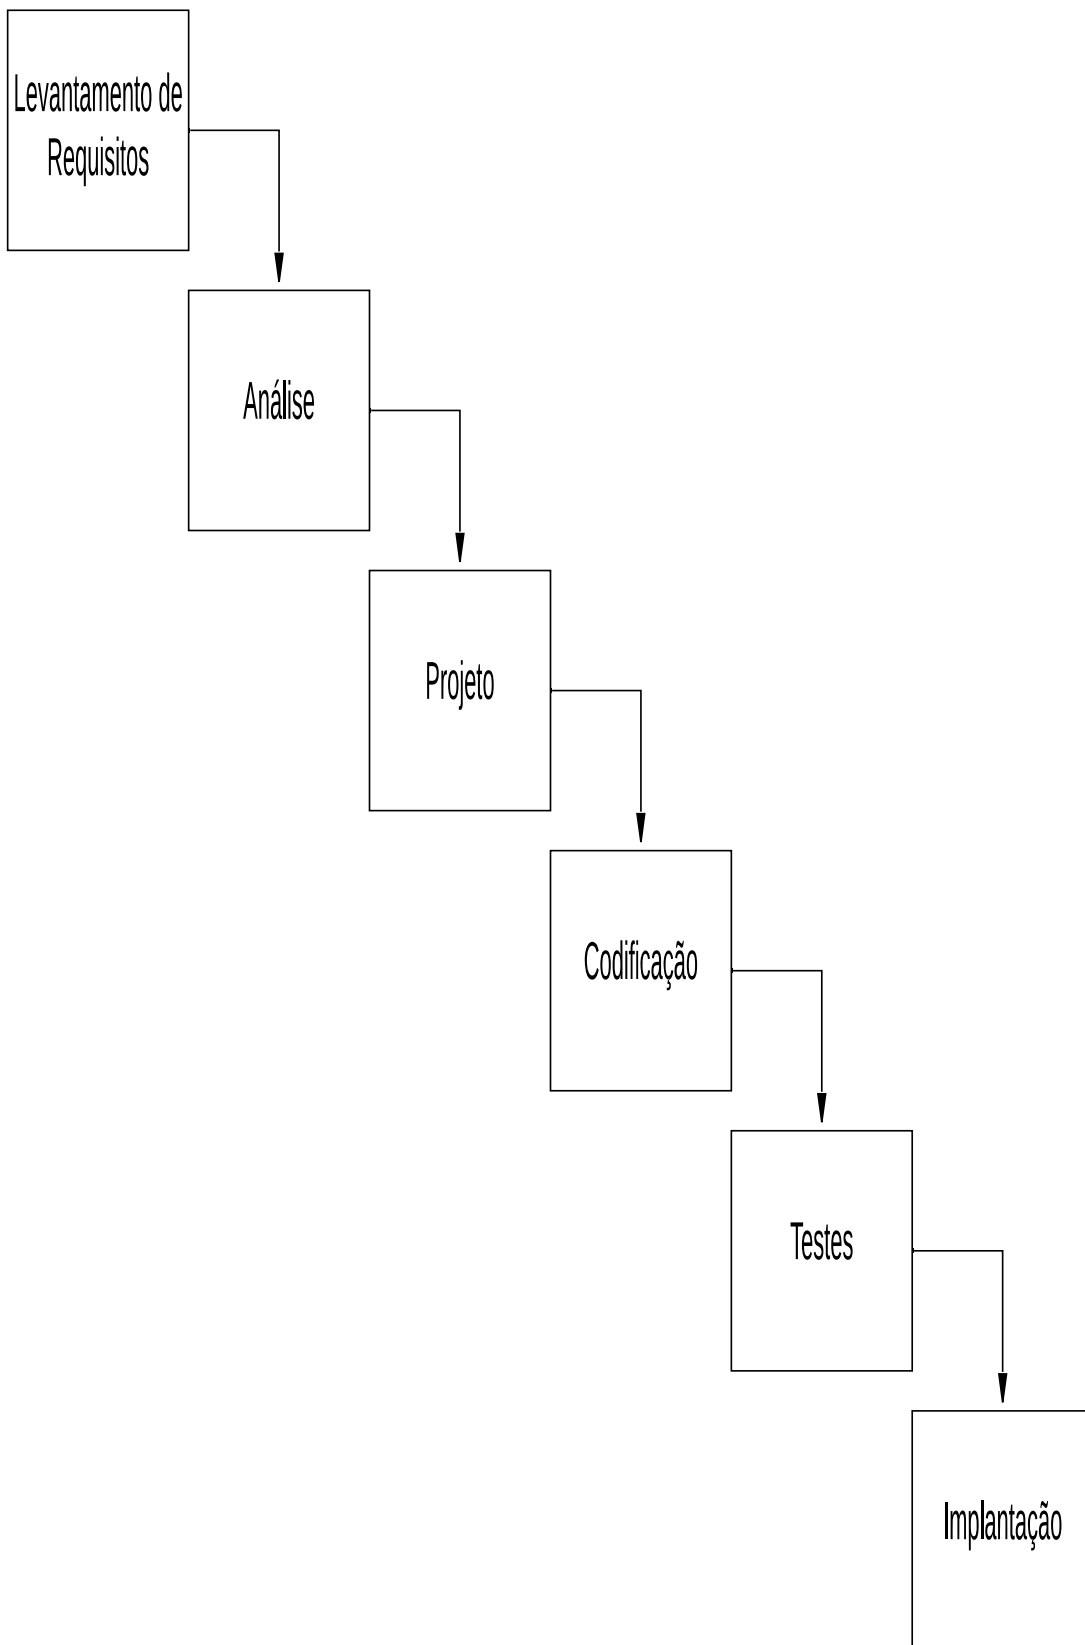 Levantamento de
Requisitos
Análise
Projeto
Codificação
Testes
Implantação